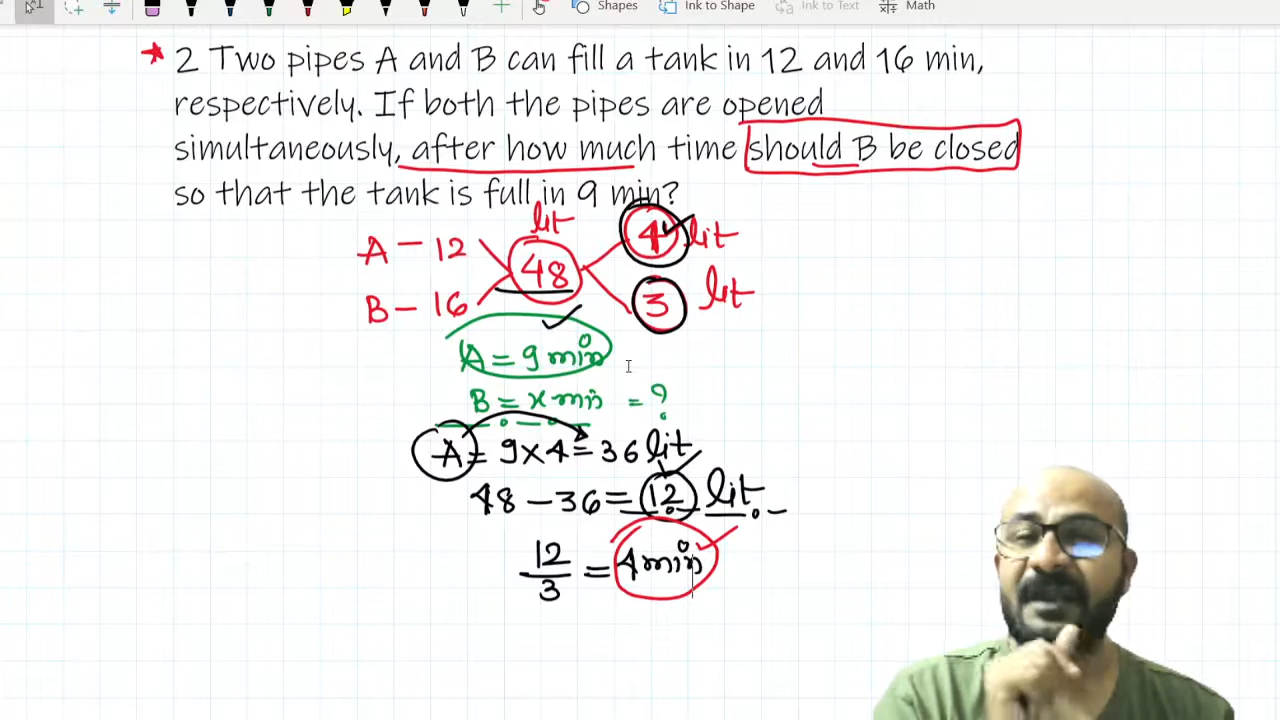 Shapes Ink to Shape Ink to Text Math
* 2 Two pipes A and B can fill a tank in 12 and 16 min,
respectively. If both the pipes are opened
simultaneously, after how much time should B be closed
so that the tank is full in 9 min?
lit
A - 12 48 4 lit
B - 16 3 lit
A = 9 min
B = x min = ?
A = 9 x 4 = 36 lit
48 - 36 = 12 lit.
12/3 = 4 min